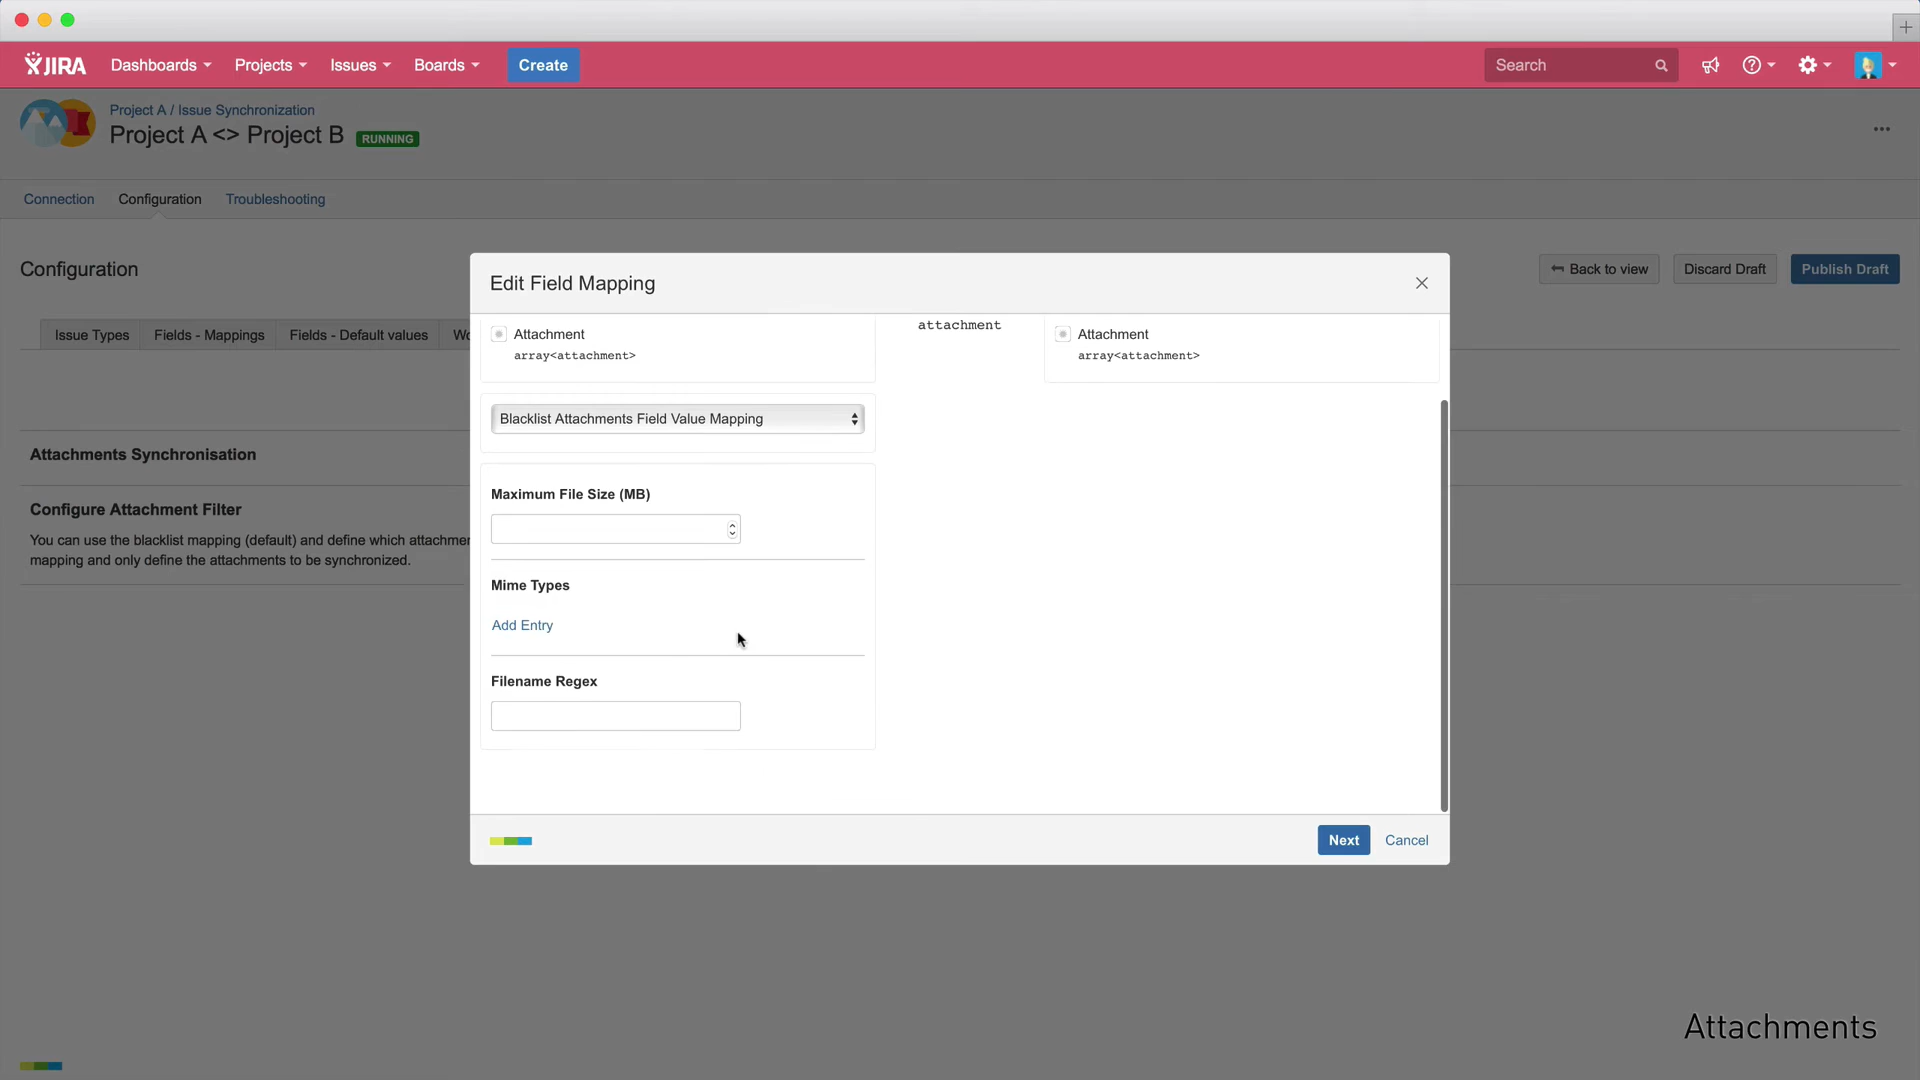 JIRA Dashboards Projects Issues Boards Create Search
Project A / Issue Synchronization
Project A <> Project B RUNNING
Connection Configuration Troubleshooting
Configuration
Back to view Discard Draft Publish Draft
Issue Types Fields - Mappings Fields - Default values Wo
Attachments Synchronisation
Configure Attachment Filter
You can use the blacklist mapping (default) and define which attachmen
mapping and only define the attachments to be synchronized.
Edit Field Mapping
Attachment attachment Attachment
array<attachment> array<attachment>
Blacklist Attachments Field Value Mapping
Maximum File Size (MB)
Mime Types
Add Entry
Filename Regex
Next Cancel
Attachments